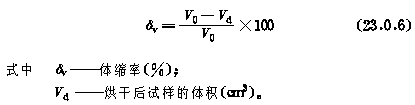 δv = (V0 − Vd) / V0 × 100 (23.0.6)
式中 δv——体缩率(%);
Vd——烘干后试样的体积(cm³)。